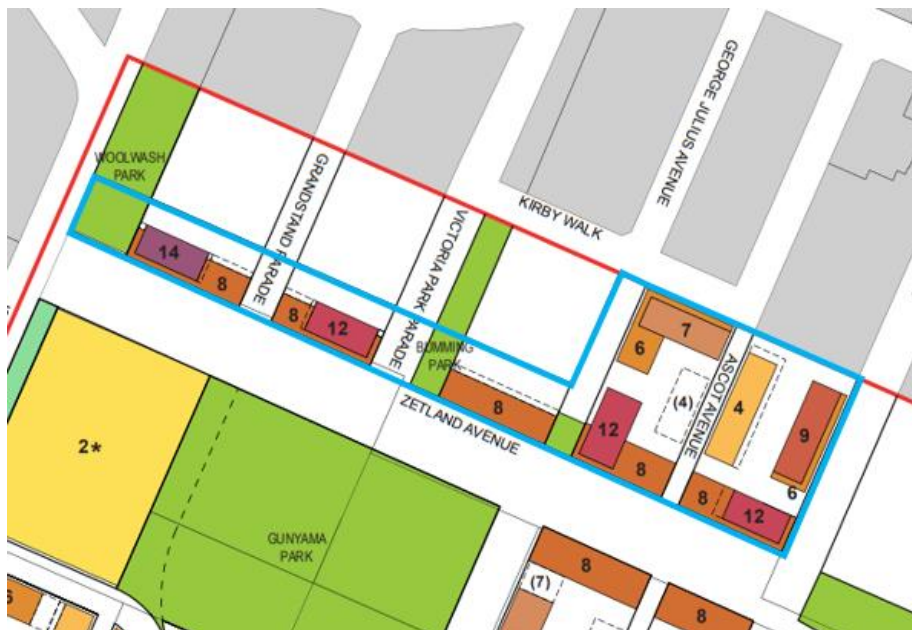 WOOLWASH
PARK
GRANDSTAND PARADE
VICTORIA PARK PARADE
GEORGE JULIUS AVENUE
KIRBY WALK
14
8
8
12
BUMMING
PARK
ZETLAND AVENUE
8
7
6
(4)
ASCOT AVENUE
4
9
6
12
8
8
12
2*
GUNYAMA
PARK
8
(7)
8